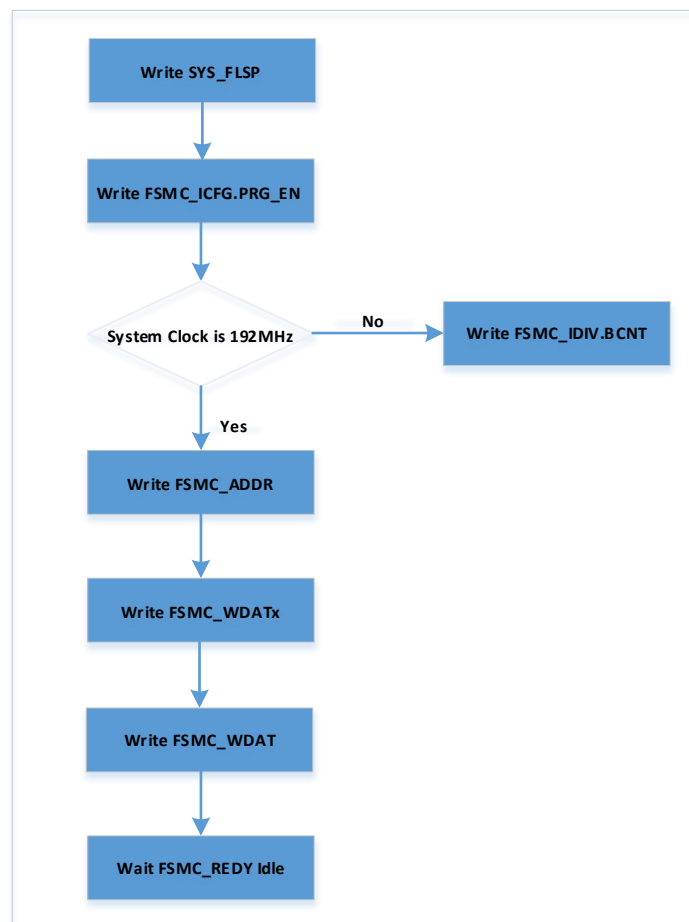 Write SYS_FLSP
Write FSMC_ICFG.PRG_EN
System Clock is 192MHz
No
Write FSMC_IDIV.BCNT
Yes
Write FSMC_ADDR
Write FSMC_WDATx
Write FSMC_WDAT
Wait FSMC_REDY Idle